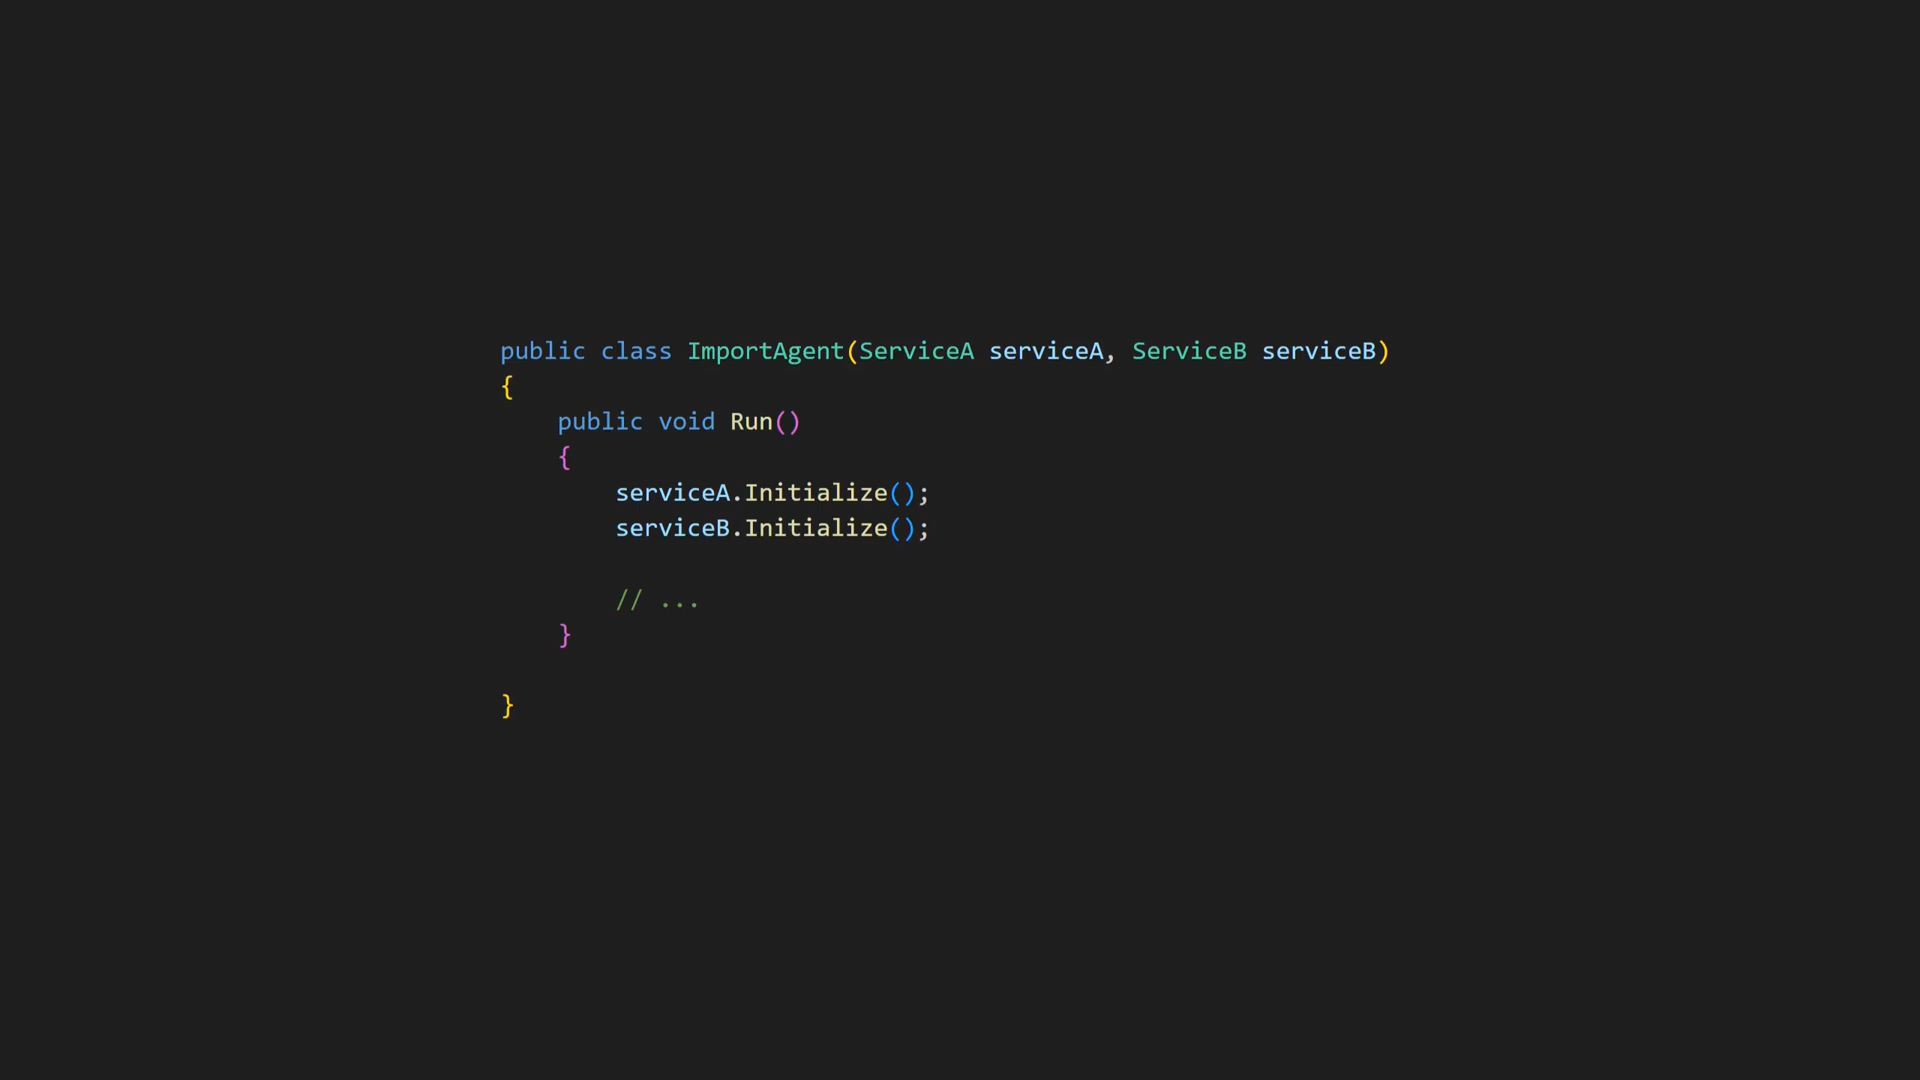 public class ImportAgent(ServiceA serviceA, ServiceB serviceB)
{
    public void Run()
    {
        serviceA.Initialize();
        serviceB.Initialize();

        // ...
    }

}